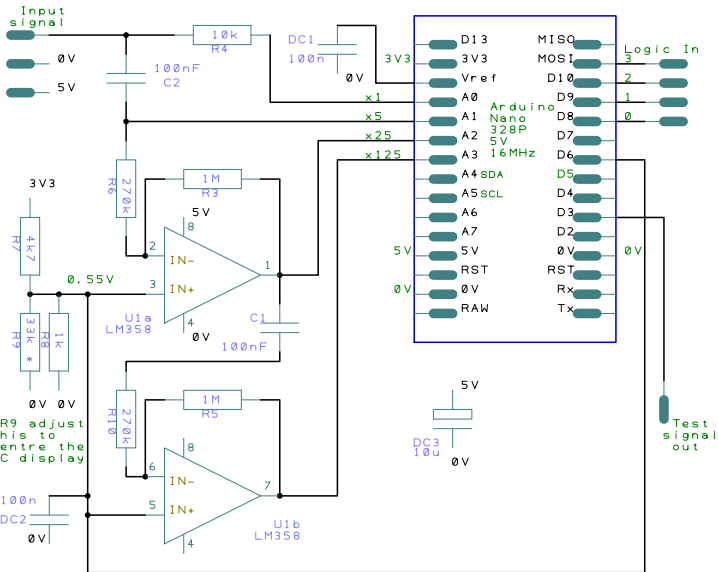 Input
signal
0V
5V
10k
R4
100nF
C2
DC1
100n
0V
3V3
x1
x5
x25
x125
D13
3V3
Vref
A0
A1
A2
A3
A4 SDA
A5 SCL
A6
A7
5V
RST
0V
RAW
Arduino
Nano
328P
5V
16MHz
MISO
MOSI
D10
D9
D8
D7
D6
D5
D4
D3
D2
0V
RST
Rx
Tx
5V
0V
0V
Logic In
3
2
1
0
R6
270k
1M
R3
5V
8
2
IN-
3
IN+
1
4
0V
U1a
LM358
3V3
R7
4k7
0.55V
R9
33k *
R8
1k
0V
0V
C1
100nF
R10
270k
1M
R5
8
6
IN-
5
IN+
7
4
U1b
LM358
R9 adjust
his to
entre the
C display
100n
DC2
0V
5V
DC3
10u
0V
Test
signal
out